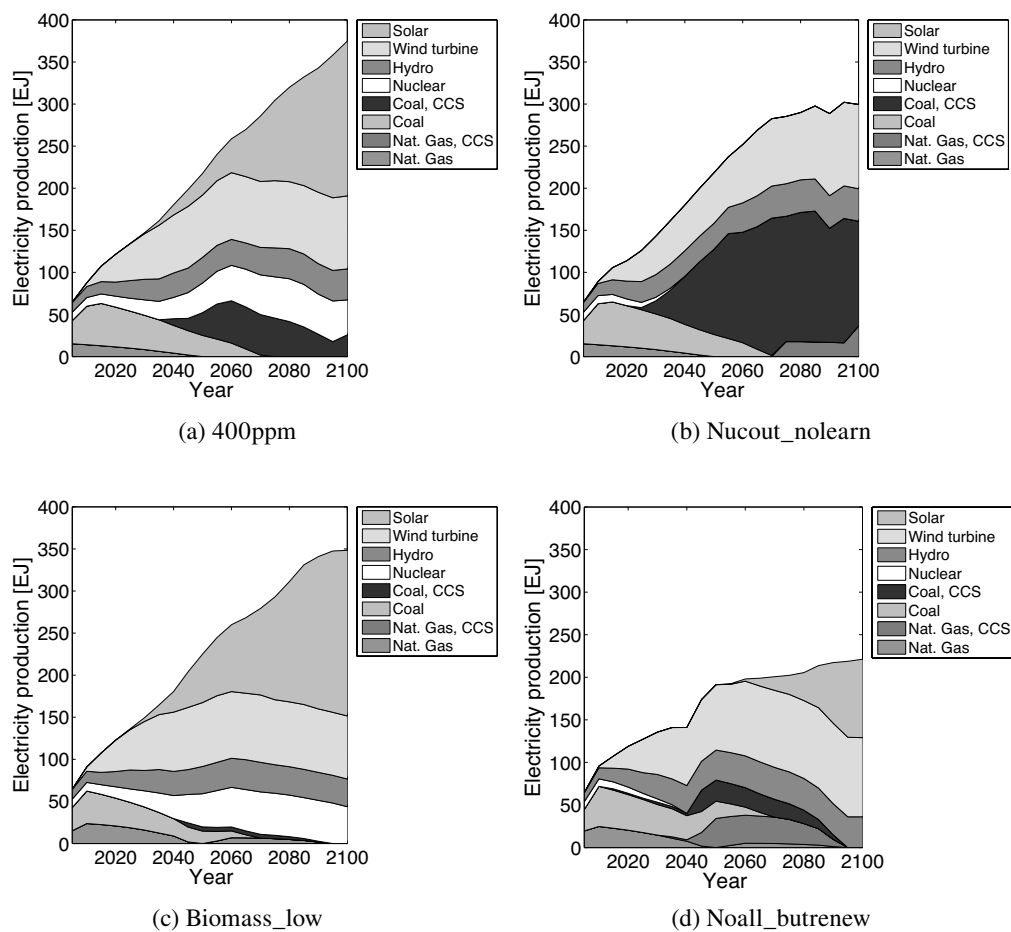 400
350
300
250
200
150
100
50
0
Electricity production [EJ]
2020 2040 2060 2080 2100
Year
Solar
Wind turbine
Hydro
Nuclear
Coal, CCS
Coal
Nat. Gas, CCS
Nat. Gas
(a) 400ppm
400
350
300
250
200
150
100
50
0
Electricity production [EJ]
2020 2040 2060 2080 2100
Year
Solar
Wind turbine
Hydro
Nuclear
Coal, CCS
Coal
Nat. Gas, CCS
Nat. Gas
(b) Nucout_nolearn
400
350
300
250
200
150
100
50
0
Electricity production [EJ]
2020 2040 2060 2080 2100
Year
Solar
Wind turbine
Hydro
Nuclear
Coal, CCS
Coal
Nat. Gas, CCS
Nat. Gas
(c) Biomass_low
400
350
300
250
200
150
100
50
0
Electricity production [EJ]
2020 2040 2060 2080 2100
Year
Solar
Wind turbine
Hydro
Nuclear
Coal, CCS
Coal
Nat. Gas, CCS
Nat. Gas
(d) Noall_butrenew